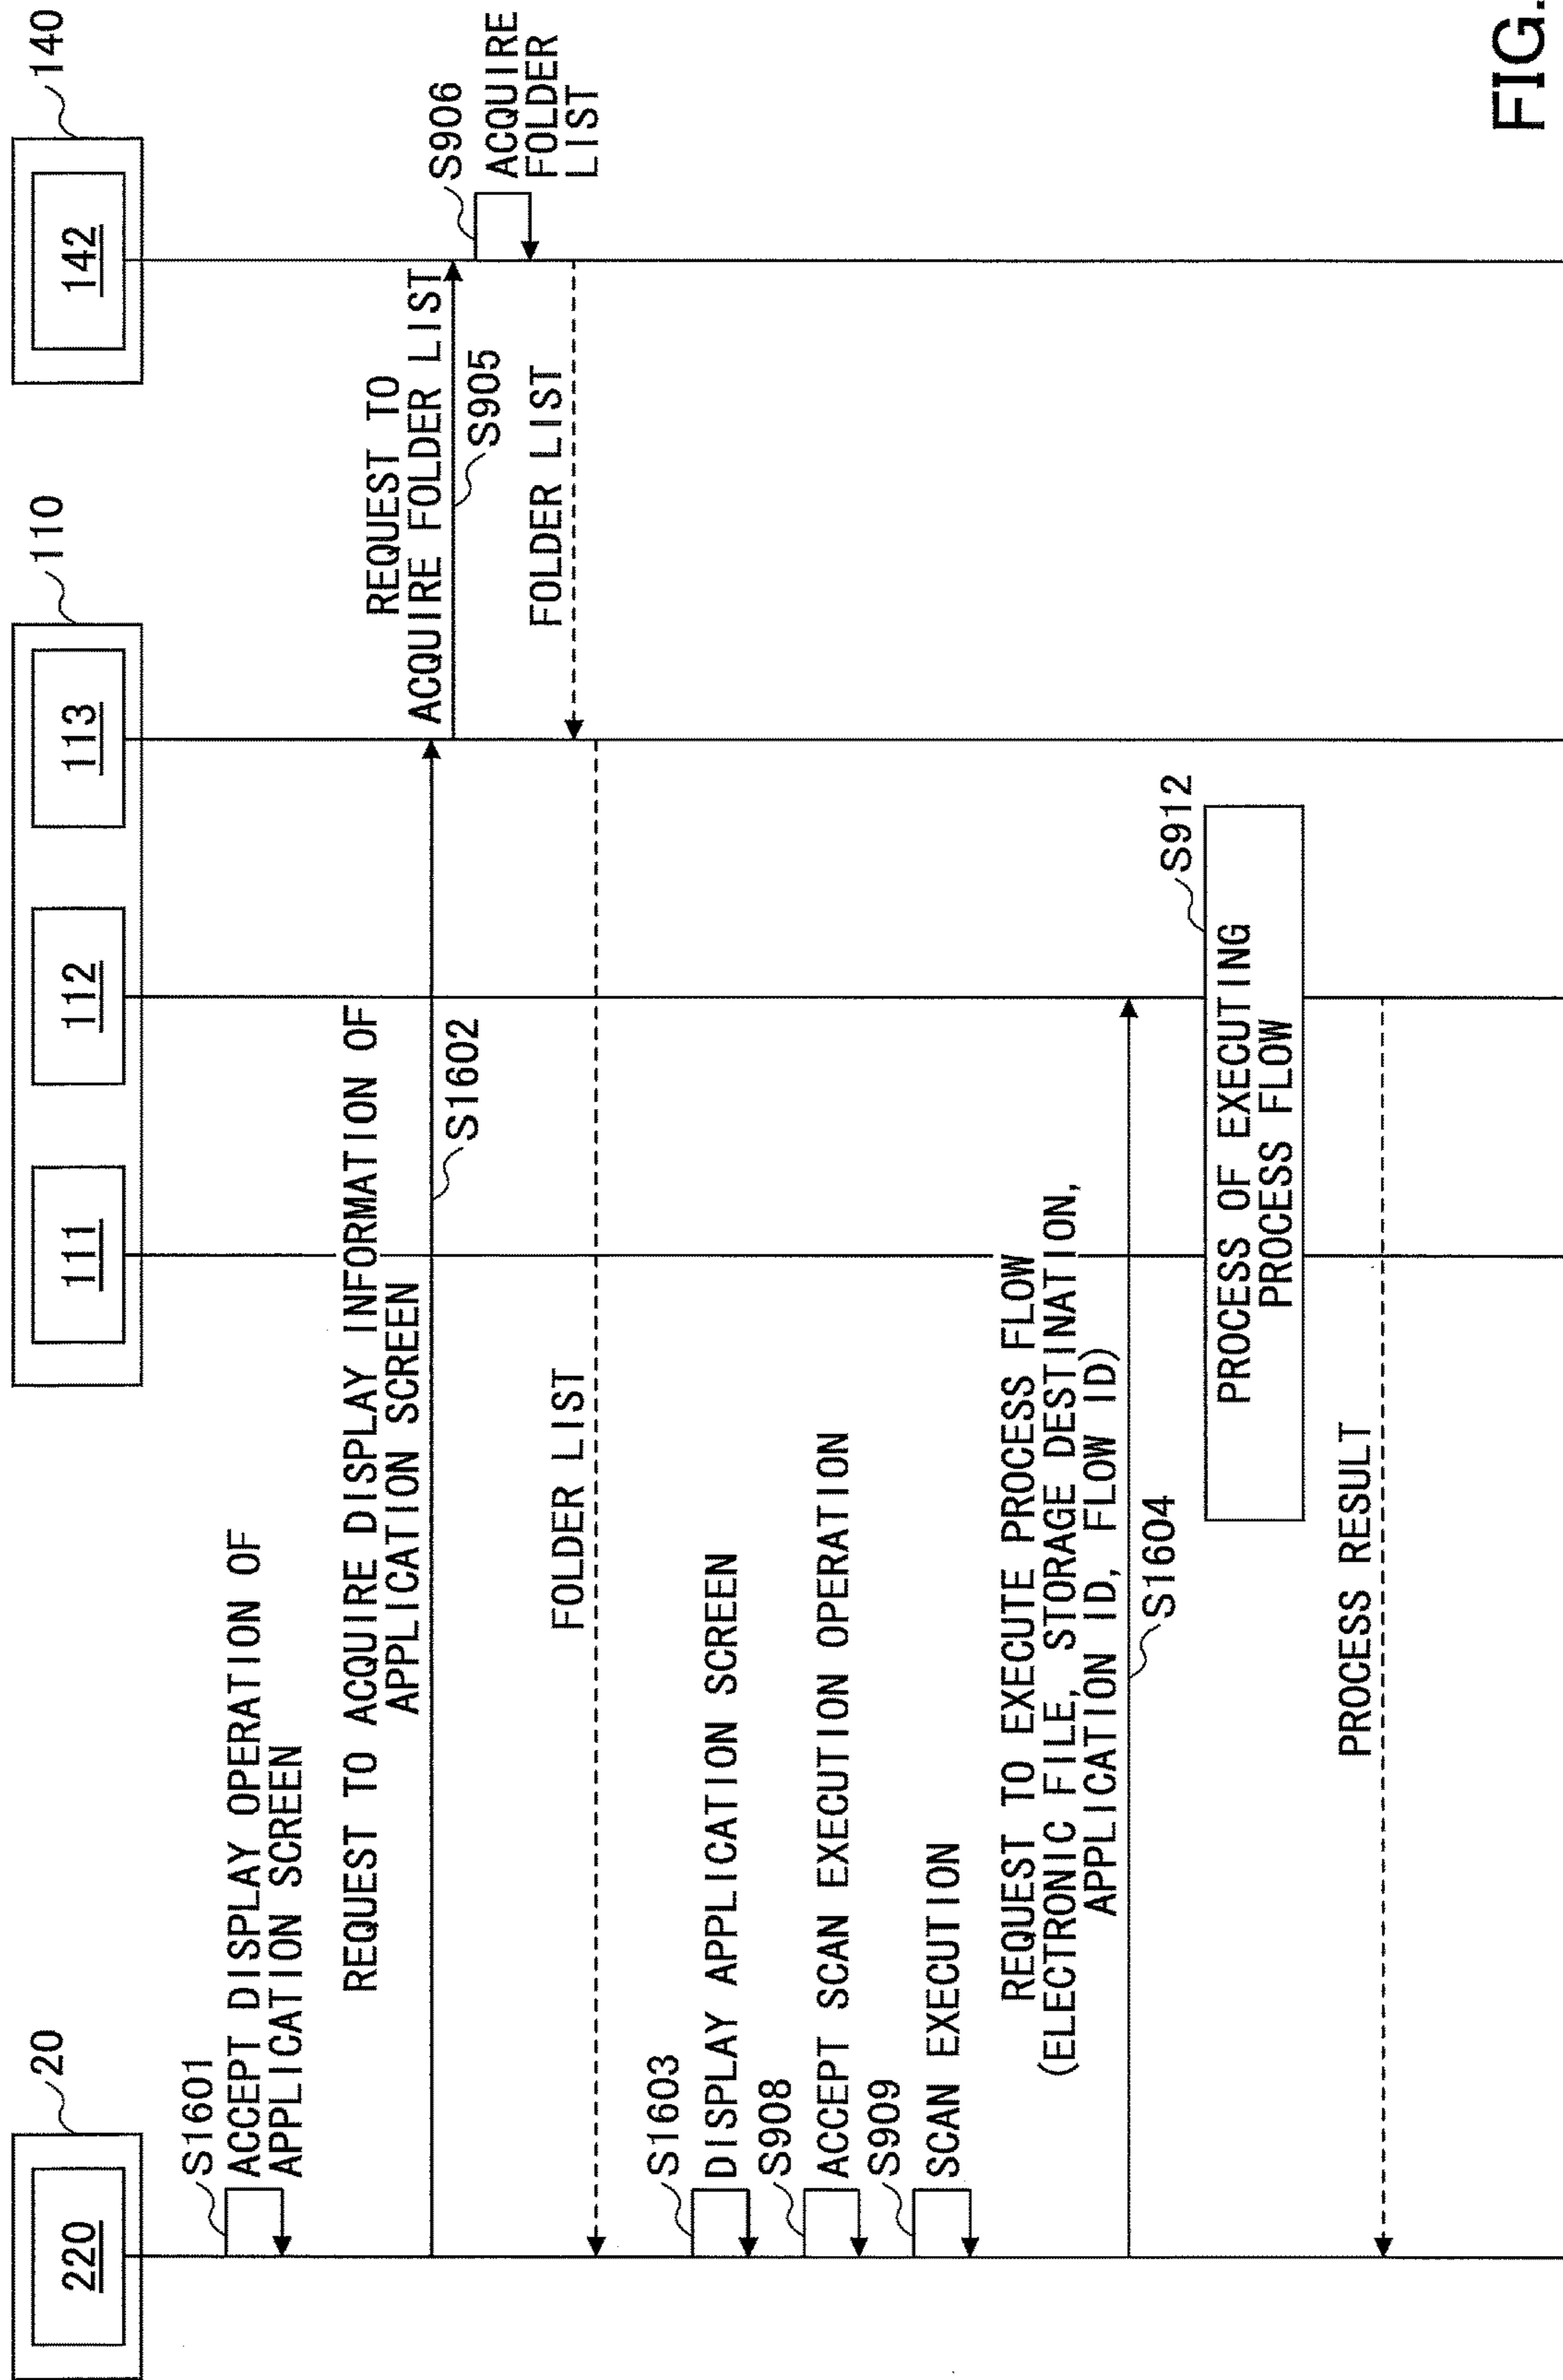 20
220
110
111
112
113
140
142
S1601
ACCEPT DISPLAY OPERATION OF
APPLICATION SCREEN
REQUEST TO ACQUIRE DISPLAY INFORMATION OF
APPLICATION SCREEN
S1602
REQUEST TO
ACQUIRE FOLDER LIST
S905
S906
ACQUIRE
FOLDER
LIST
FOLDER LIST
FOLDER LIST
S1603
DISPLAY APPLICATION SCREEN
S908
ACCEPT SCAN EXECUTION OPERATION
S909
SCAN EXECUTION
REQUEST TO EXECUTE PROCESS FLOW
(ELECTRONIC FILE, STORAGE DESTINATION,
APPLICATION ID, FLOW ID)
S1604
S912
PROCESS OF EXECUTING
PROCESS FLOW
PROCESS RESULT
FIG.